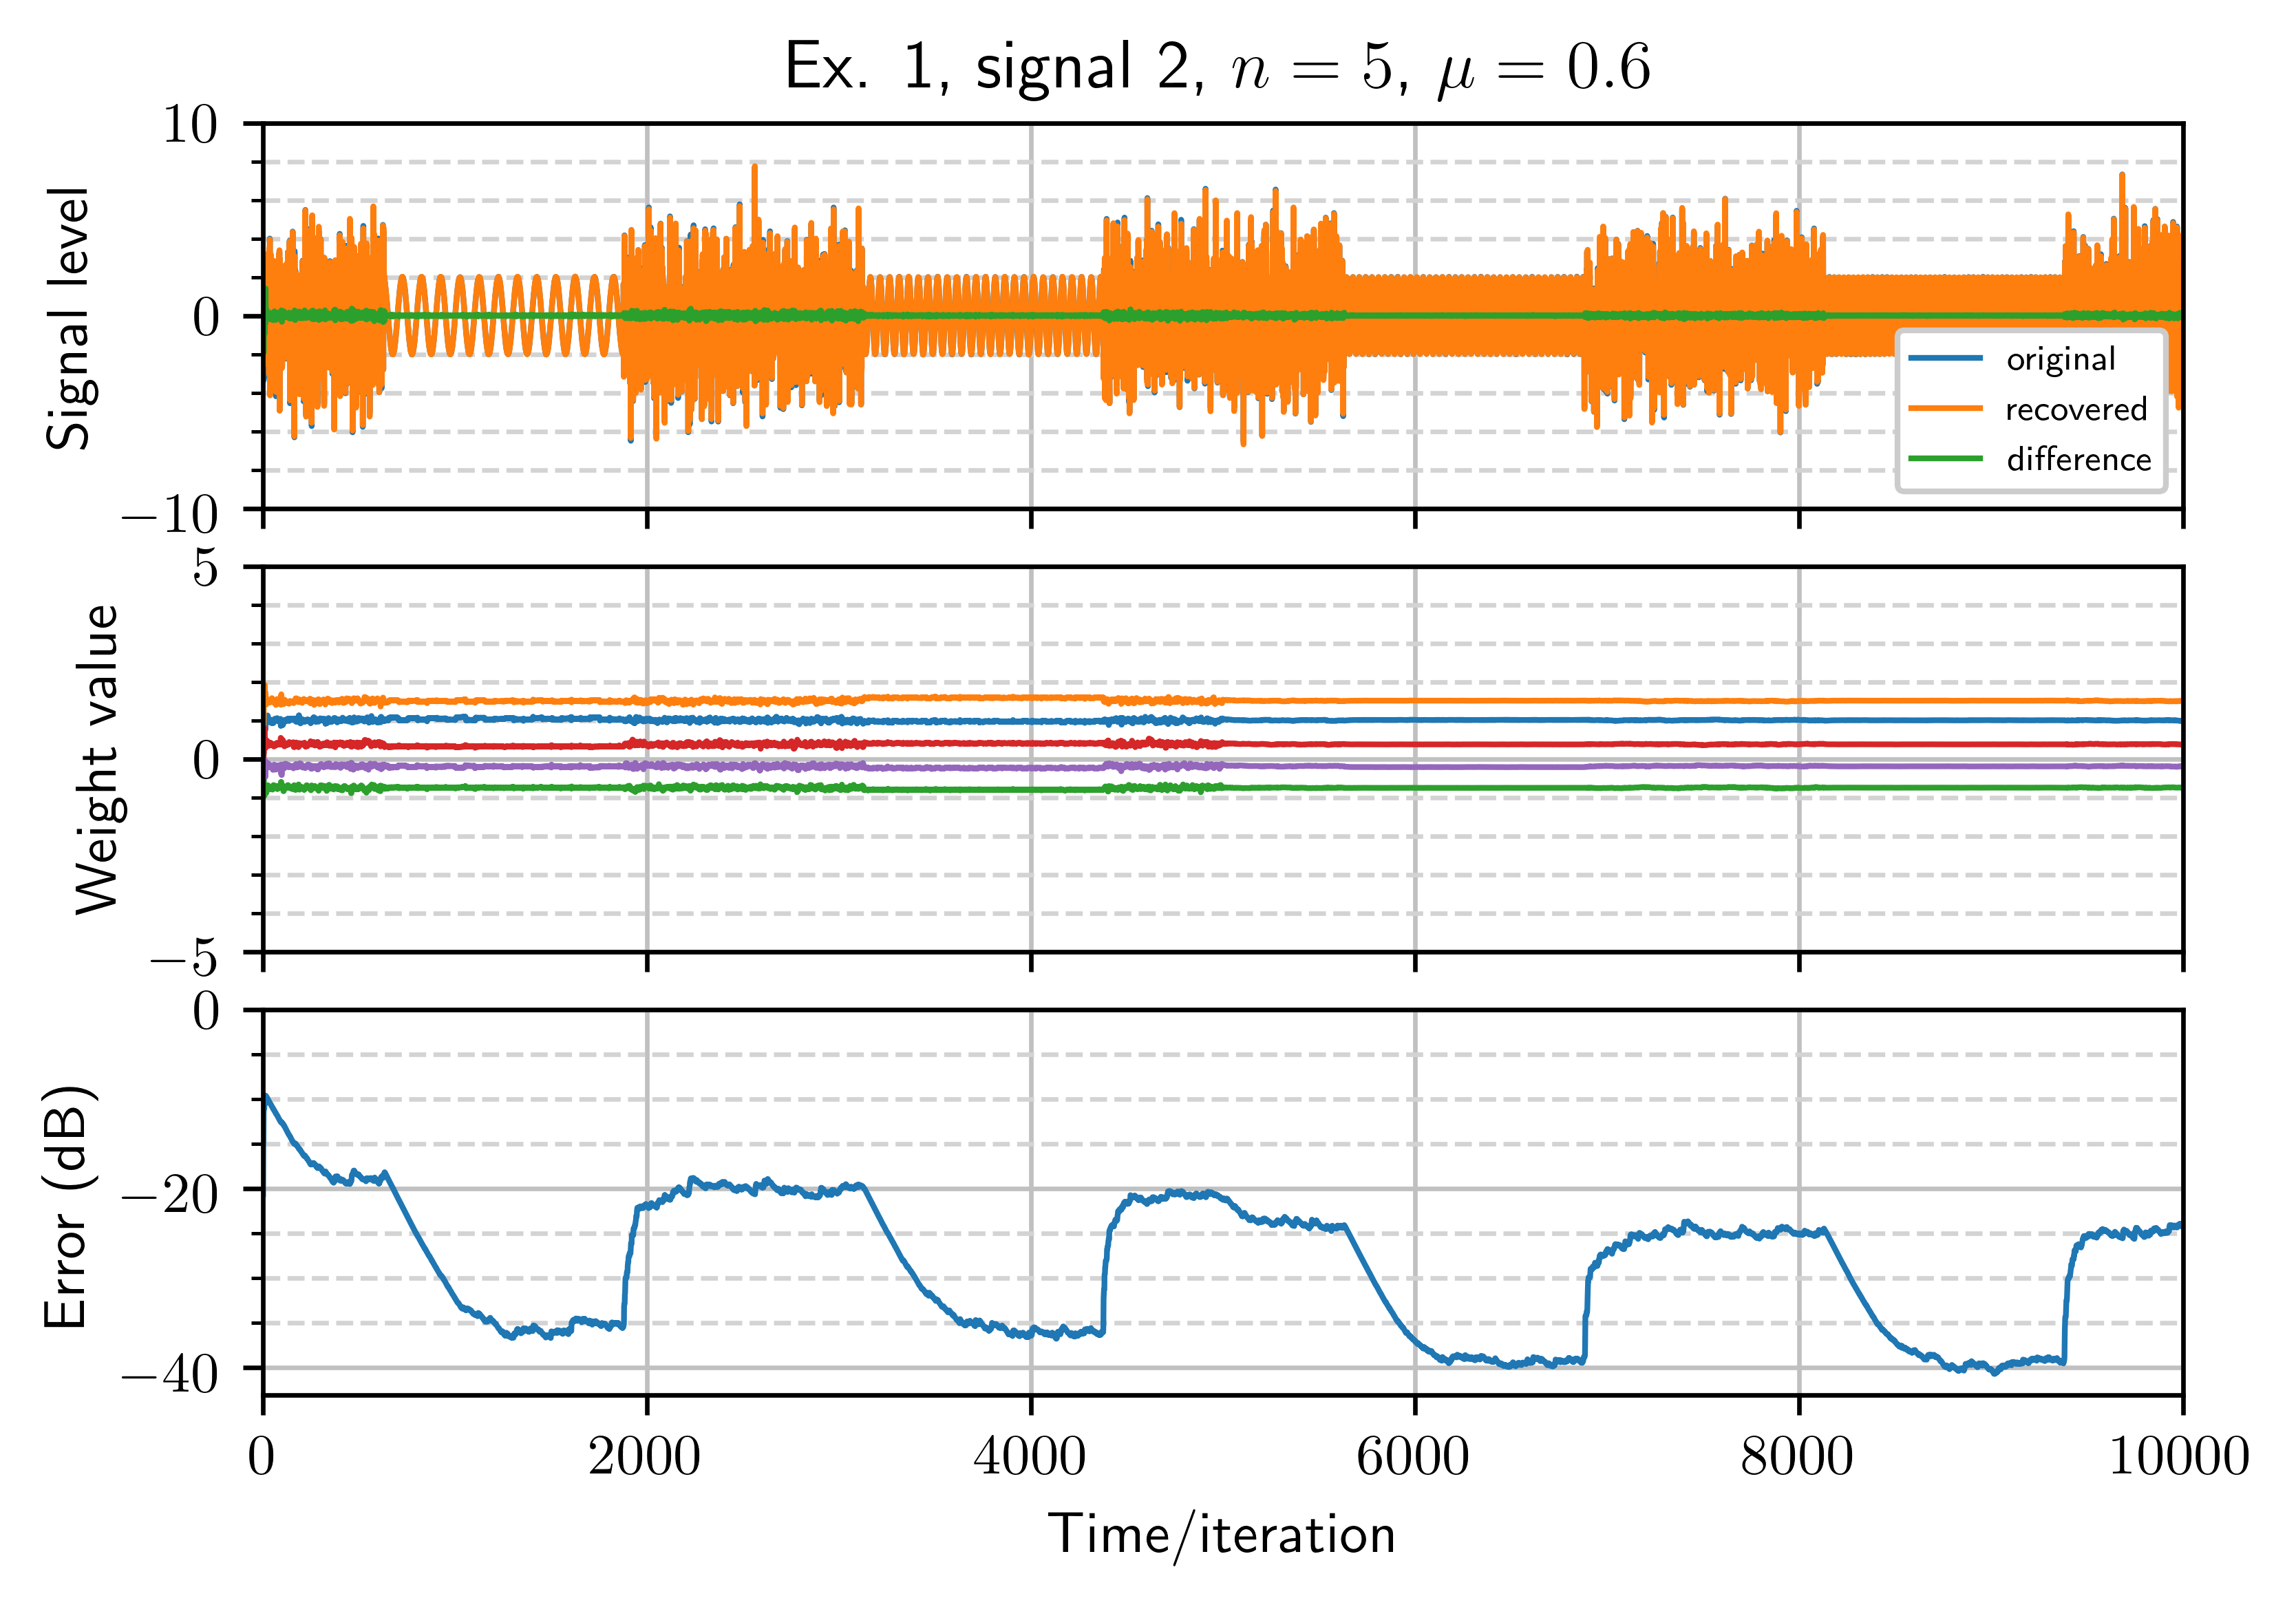 Ex. 1, signal 2, n = 5, μ = 0.6
Signal level
10
0
−10
original
recovered
difference
Weight value
5
0
−5
Error (dB)
0
−20
−40
0 2000 4000 6000 8000 10000
Time/iteration